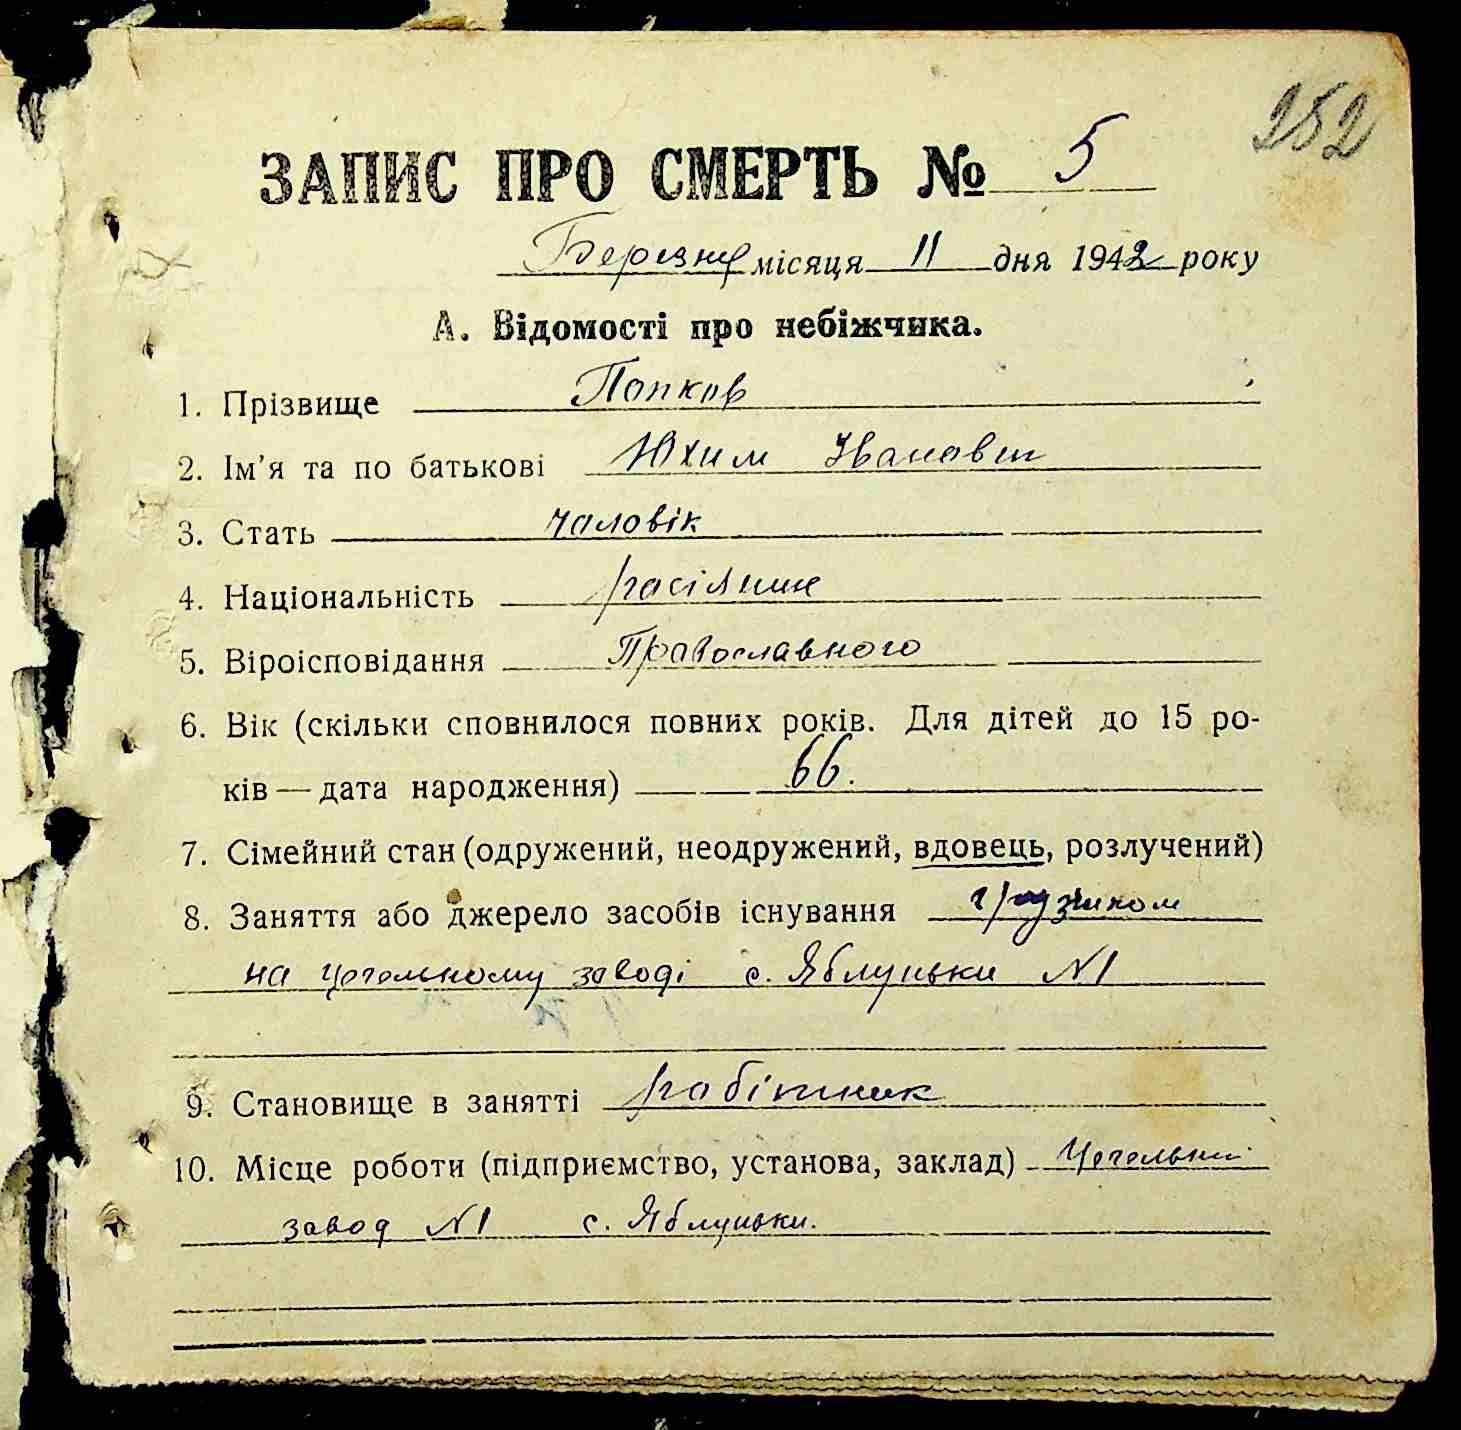 252
ЗАПИС ПРО СМЕРТЬ № 5
Березня місяця 11 дня 1942 року
А. Відомості про небіжчика.
1. Прізвище Попков
2. Ім'я та по батькові Юхим Іванович
3. Стать чоловік
4. Національність росіянин
5. Віроісповідання Православного
6. Вік (скільки сповнилося повних років. Для дітей до 15 ро-
ків — дата народження) 66.
7. Сімейний стан (одружений, неодружений, вдовець, розлучений)
8. Заняття або джерело засобів існування грузчиком
на цегельному заводі с. Яблуньки №1
9. Становище в занятті робітник
10. Місце роботи (підприємство, установа, заклад) Цегельний
завод №1 с. Яблуньки.